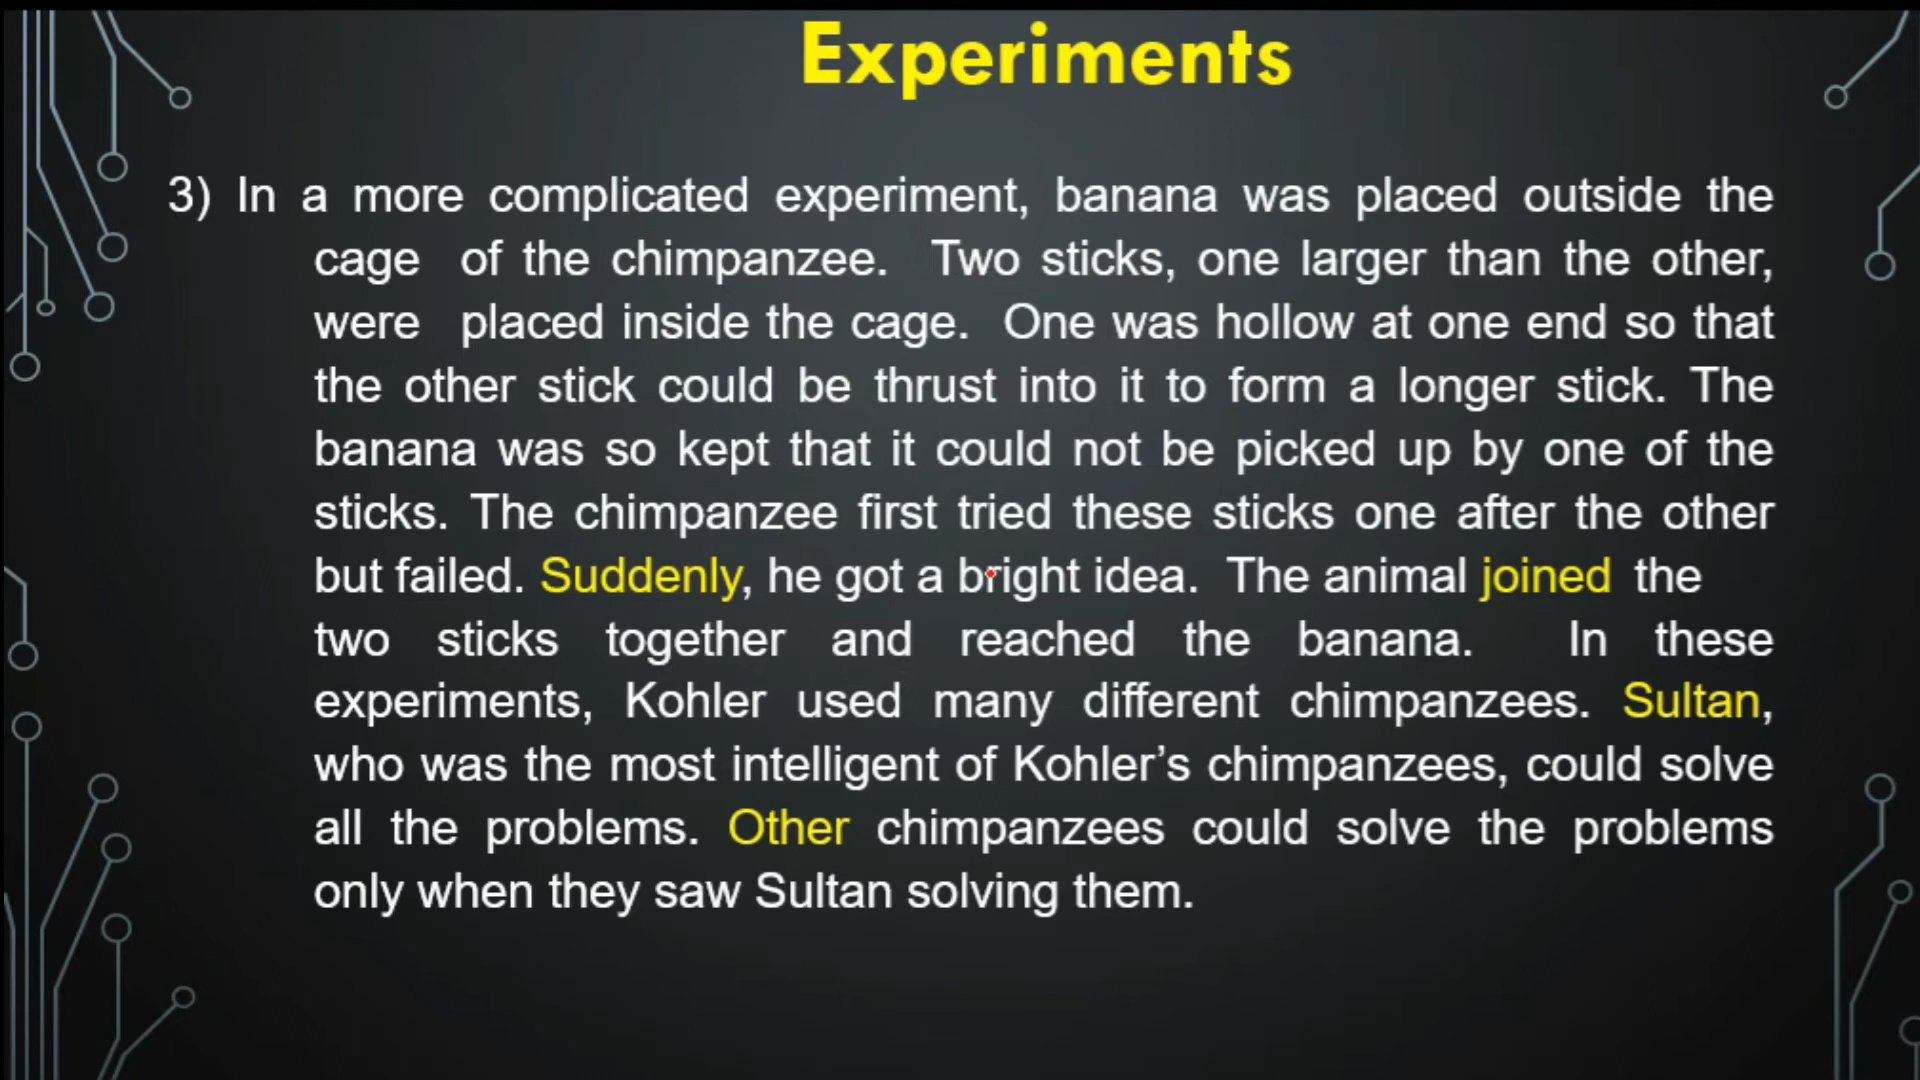 Experiments
3) In a more complicated experiment, banana was placed outside the
cage of the chimpanzee. Two sticks, one larger than the other,
were placed inside the cage. One was hollow at one end so that
the other stick could be thrust into it to form a longer stick. The
banana was so kept that it could not be picked up by one of the
sticks. The chimpanzee first tried these sticks one after the other
but failed. Suddenly, he got a bright idea. The animal joined the
two sticks together and reached the banana. In these
experiments, Kohler used many different chimpanzees. Sultan,
who was the most intelligent of Kohler’s chimpanzees, could solve
all the problems. Other chimpanzees could solve the problems
only when they saw Sultan solving them.